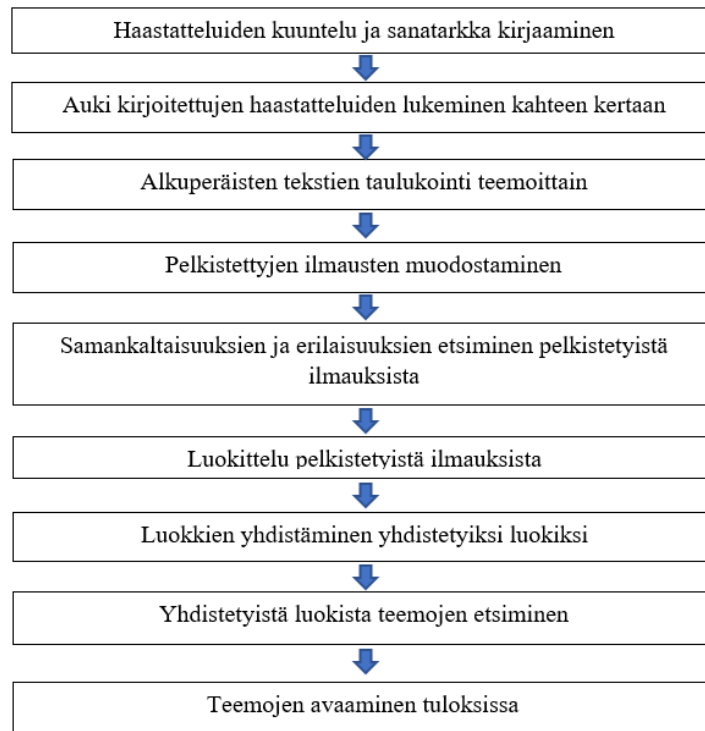 Haastatteluiden kuuntelu ja sanatarkka kirjaaminen
Auki kirjoitettujen haastatteluiden lukeminen kahteen kertaan
Alkuperäisten tekstien taulukointi teemoittain
Pelkistettyjen ilmausten muodostaminen
Samankaltaisuuksien ja erilaisuuksien etsiminen pelkistetyistä
ilmauksista
Luokittelu pelkistetyistä ilmauksista
Luokkien yhdistäminen yhdistetyiksi luokiksi
Yhdistetyistä luokista teemojen etsiminen
Teemojen avaaminen tuloksissa